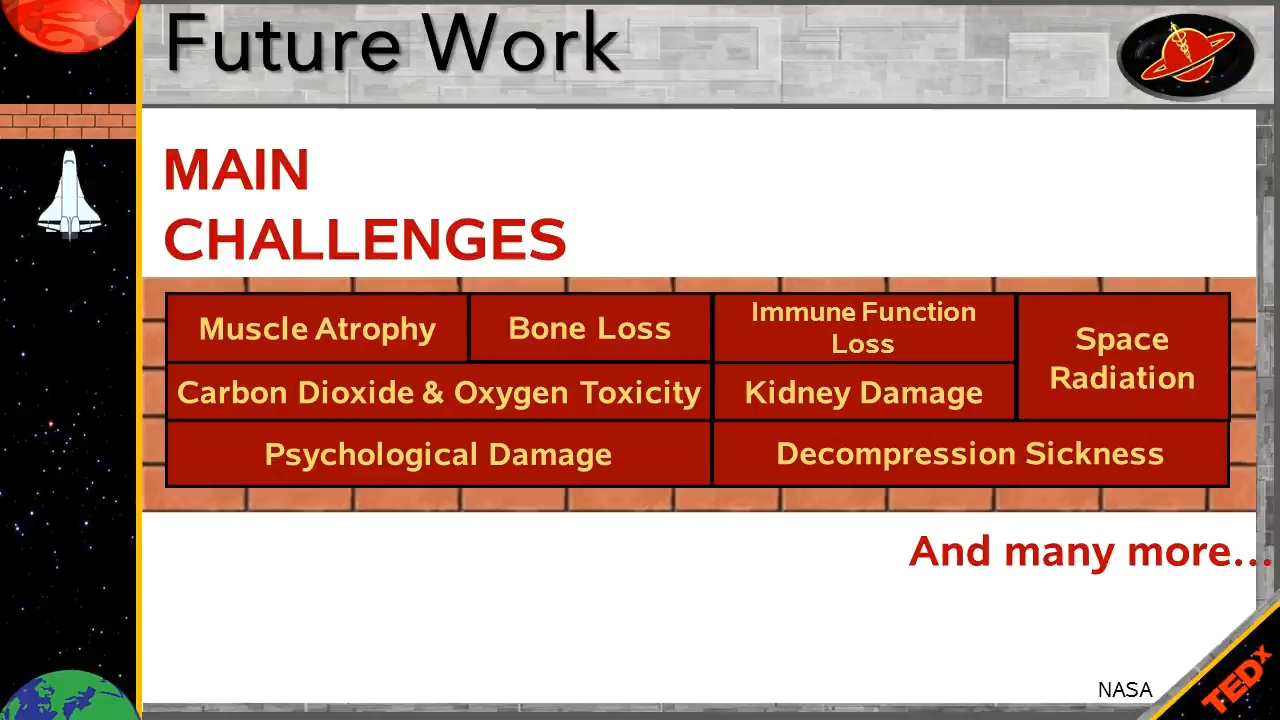 Future Work
MAIN
CHALLENGES
Muscle Atrophy
Bone Loss
Immune Function
Loss
Space
Radiation
Carbon Dioxide & Oxygen Toxicity
Kidney Damage
Psychological Damage
Decompression Sickness
And many more...
NASA
TEDx